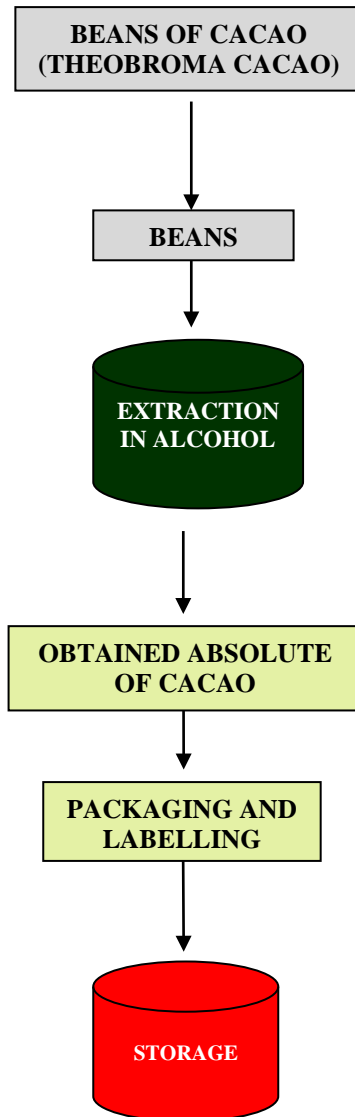 BEANS OF CACAO
(THEOBROMA CACAO)
BEANS
EXTRACTION
IN ALCOHOL
OBTAINED ABSOLUTE
OF CACAO
PACKAGING AND
LABELLING
STORAGE